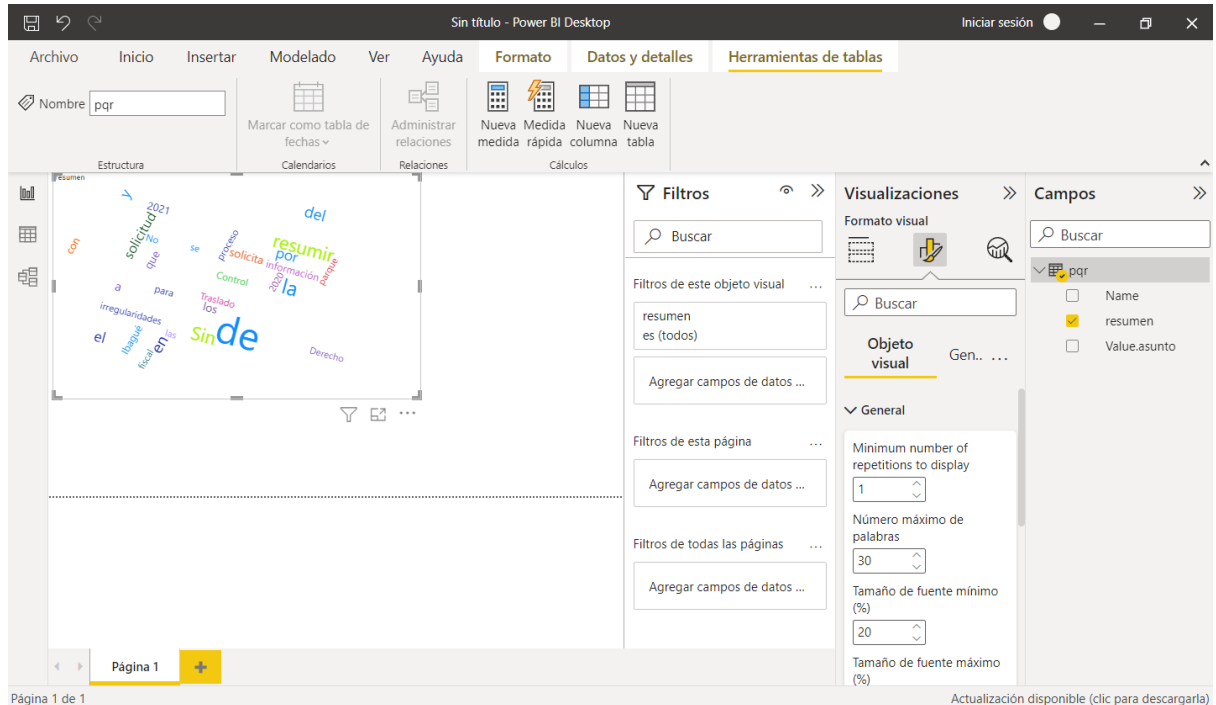 Sin título - Power BI Desktop
Iniciar sesión
Archivo Inicio Insertar Modelado Ver Ayuda Formato Datos y detalles Herramientas de tablas
Nombre pqr
Marcar como tabla de
fechas
Administrar
relaciones
Nueva
medida
Medida
rápida
Nueva
columna
Nueva
tabla
Estructura
Calendarios
Relaciones
Cálculos
resumen
y
2021
solicitud
del
con
No
que
se
proceso
solicita
resumir
por
información
parque
Control
2020
la
a
para
Traslado
los
irregularidades
el
Ibagué
fiscal
en
las
Sin
de
Derecho
Filtros
Buscar
Filtros de este objeto visual ...
resumen
es (todos)
Agregar campos de datos ...
Filtros de esta página ...
Agregar campos de datos ...
Filtros de todas las páginas ...
Agregar campos de datos ...
Visualizaciones
Formato visual
Buscar
Objeto
visual
Gen.. ...
General
Minimum number of
repetitions to display
1
Número máximo de
palabras
30
Tamaño de fuente mínimo
(%)
20
Tamaño de fuente máximo
(%)
Campos
Buscar
pqr
Name
resumen
Value.asunto
Página 1
Página 1 de 1
Actualización disponible (clic para descargarla)